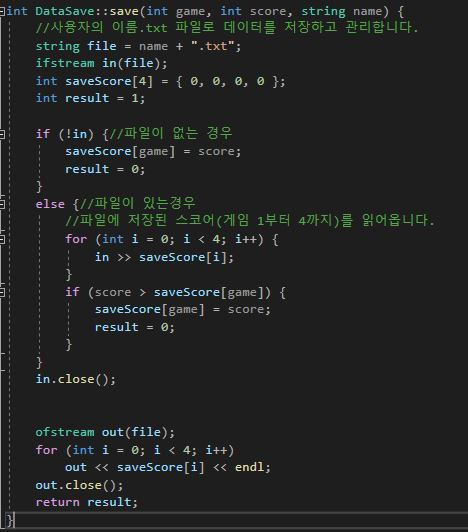 int DataSave::save(int game, int score, string name) {
    //사용자의 이름.txt 파일로 데이터를 저장하고 관리합니다.
    string file = name + ".txt";
    ifstream in(file);
    int saveScore[4] = { 0, 0, 0, 0 };
    int result = 1;

    if (!in) {//파일이 없는 경우
        saveScore[game] = score;
        result = 0;
    }
    else {//파일이 있는경우
        //파일에 저장된 스코어(게임 1부터 4까지)를 읽어옵니다.
        for (int i = 0; i < 4; i++) {
            in >> saveScore[i];
        }
        if (score > saveScore[game]) {
            saveScore[game] = score;
            result = 0;
        }
    }
    in.close();


    ofstream out(file);
    for (int i = 0; i < 4; i++)
        out << saveScore[i] << endl;
    out.close();
    return result;
}